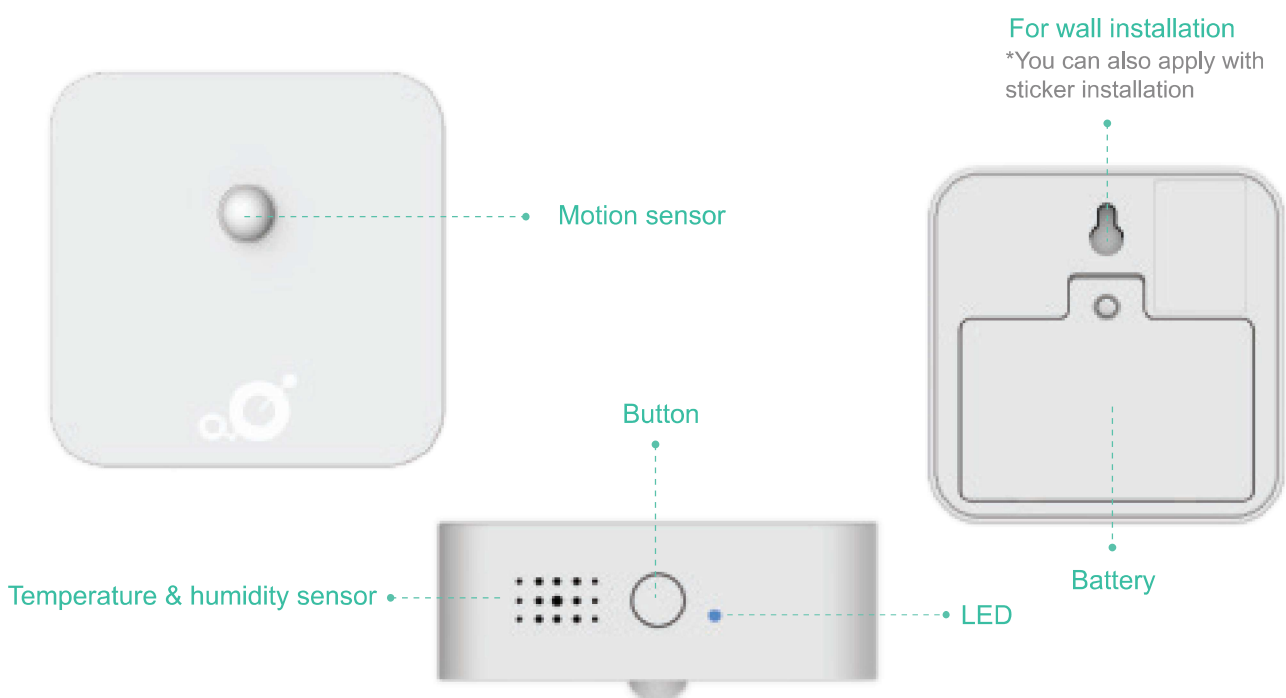 For wall installation
*You can also apply with
sticker installation
Motion sensor
Button
Temperature & humidity sensor
LED
Battery